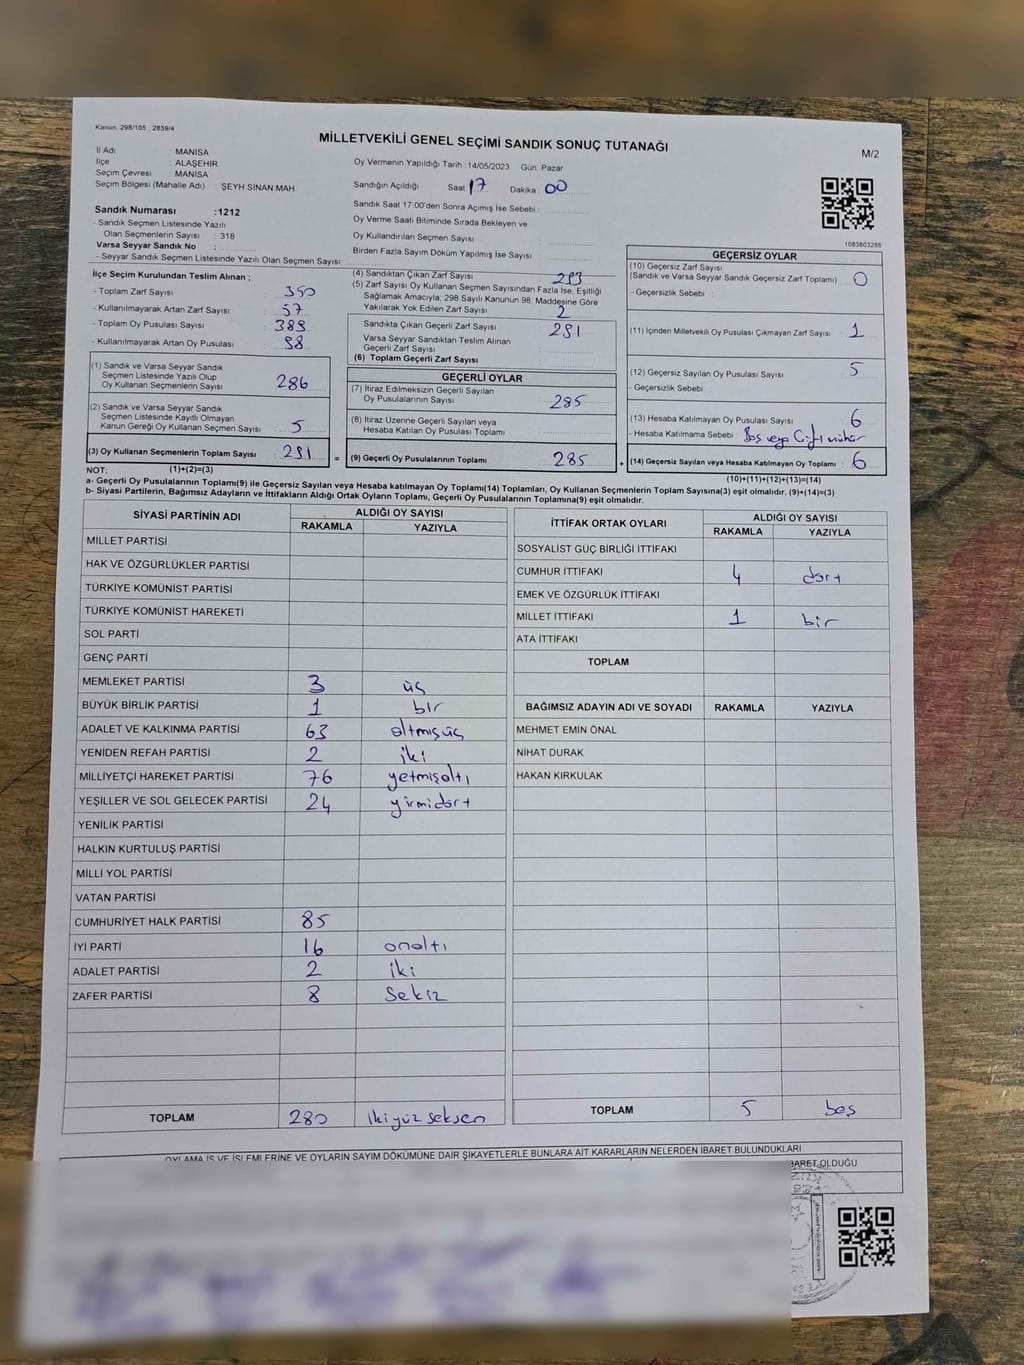 Kanun. 298/105 , 2839/4
MİLLETVEKİLİ GENEL SEÇİMİ SANDIK SONUÇ TUTANAĞI
M/2
İl Adı : MANİSA
İlçe : ALAŞEHİR
Seçim Çevresi : MANİSA
Seçim Bölgesi (Mahalle Adı) : ŞEYH SİNAN MAH.
Oy Vermenin Yapıldığı Tarih : 14/05/2023 Gün: Pazar
Sandığın Açıldığı Saat 17 Dakika 00
Sandık Saat 17:00'den Sonra Açımış İse Sebebi :
Oy Verme Saati Bitiminde Sırada Bekleyen ve
Oy Kullandırılan Seçmen Sayısı :
Birden Fazla Sayım Döküm Yapılmış İse Sayısı :
Sandık Numarası :1212
- Sandık Seçmen Listesinde Yazılı
Olan Seçmenlerin Sayısı : 318
Varsa Seyyar Sandık No :
- Seyyar Sandık Seçmen Listesinde Yazılı Olan Seçmen Sayısı:
1083803286
İlçe Seçim Kurulundan Teslim Alınan ;
- Toplam Zarf Sayısı : 350
- Kullanılmayarak Artan Zarf Sayısı : 57
- Toplam Oy Pusulası Sayısı : 389
- Kullanılmayarak Artan Oy Pusulası : 98
(1) Sandık ve Varsa Seyyar Sandık
Seçmen Listesinde Yazılı Olup
Oy Kullanan Seçmenlerin Sayısı : 286
(2) Sandık ve Varsa Seyyar Sandık
Seçmen Listesinde Kayıtlı Olmayan
Kanun Gereği Oy Kullanan Seçmen Sayısı : 5
(3) Oy Kullanan Seçmenlerin Toplam Sayısı : 291
(4) Sandıktan Çıkan Zarf Sayısı : 293
(5) Zarf Sayısı Oy Kullanan Seçmen Sayısından Fazla İse, Eşitliği
Sağlamak Amacıyla, 298 Sayılı Kanunun 98. Maddesine Göre
Yakılarak Yok Edilen Zarf Sayısı : 2
Sandıkta Çıkan Geçerli Zarf Sayısı : 291
Varsa Seyyar Sandıktan Teslim Alınan
Geçerli Zarf Sayısı :
(6) Toplam Geçerli Zarf Sayısı :
GEÇERLİ OYLAR
(7) İtiraz Edilmeksizin Geçerli Sayılan
Oy Pusulalarının Sayısı : 285
(8) İtiraz Üzerine Geçerli Sayılan veya
Hesaba Katılan Oy Pusulası Toplamı :
= (9) Geçerli Oy Pusulalarının Toplamı : 285
GEÇERSİZ OYLAR
(10) Geçersiz Zarf Sayısı
(Sandık ve Varsa Seyyar Sandık Geçersiz Zarf Toplamı) : 0
- Geçersizlik Sebebi :
(11) İçinden Milletvekili Oy Pusulası Çıkmayan Zarf Sayısı : 1
(12) Geçersiz Sayılan Oy Pusulası Sayısı : 5
- Geçersizlik Sebebi :
(13) Hesaba Katılmayan Oy Pusulası Sayısı : 6
- Hesaba Katılmama Sebebi : Boş veya Çift mühür
+ (14) Geçersiz Sayılan veya Hesaba Katılmayan Oy Toplamı : 6
NOT: (1)+(2)=(3)
(10)+(11)+(12)+(13)=(14)
a- Geçerli Oy Pusulalarının Toplamı(9) ile Geçersiz Sayılan veya Hesaba katılmayan Oy Toplamı(14) Toplamları, Oy Kullanan Seçmenlerin Toplam Sayısına(3) eşit olmalıdır. (9)+(14)=(3)
b- Siyasi Partilerin, Bağımsız Adayların ve İttifakların Aldığı Ortak Oyların Toplamı, Geçerli Oy Pusulalarının Toplamına(9) eşit olmalıdır.
SİYASİ PARTİNİN ADI ALDIĞI OY SAYISI
RAKAMLA YAZIYLA
MİLLET PARTİSİ
HAK VE ÖZGÜRLÜKLER PARTİSİ
TÜRKİYE KOMÜNİST PARTİSİ
TÜRKİYE KOMÜNİST HAREKETİ
SOL PARTİ
GENÇ PARTİ
MEMLEKET PARTİSİ 3 üç
BÜYÜK BİRLİK PARTİSİ 1 bir
ADALET VE KALKINMA PARTİSİ 63 altmışüç
YENİDEN REFAH PARTİSİ 2 iki
MİLLİYETÇİ HAREKET PARTİSİ 76 yetmişaltı
YEŞİLLER VE SOL GELECEK PARTİSİ 24 yirmidört
YENİLİK PARTİSİ
HALKIN KURTULUŞ PARTİSİ
MİLLİ YOL PARTİSİ
VATAN PARTİSİ
CUMHURİYET HALK PARTİSİ 85
İYİ PARTİ 16 onaltı
ADALET PARTİSİ 2 iki
ZAFER PARTİSİ 8 Sekiz
TOPLAM 280 ikiyüz seksen
İTTİFAK ORTAK OYLARI ALDIĞI OY SAYISI
RAKAMLA YAZIYLA
SOSYALİST GÜÇ BİRLİĞİ İTTİFAKI
CUMHUR İTTİFAKI 4 dört
EMEK VE ÖZGÜRLÜK İTTİFAKI
MİLLET İTTİFAKI 1 bir
ATA İTTİFAKI
TOPLAM
BAĞIMSIZ ADAYIN ADI VE SOYADI RAKAMLA YAZIYLA
MEHMET EMİN ÖNAL
NİHAT DURAK
HAKAN KIRKULAK
TOPLAM 5 beş
OYLAMA İŞ VE İŞLEMLERİNE VE OYLARIN SAYIM DÖKÜMÜNE DAİR ŞİKAYETLERLE BUNLARA AİT KARARLARIN NELERDEN İBARET BULUNDUKLARI
OLDUĞU